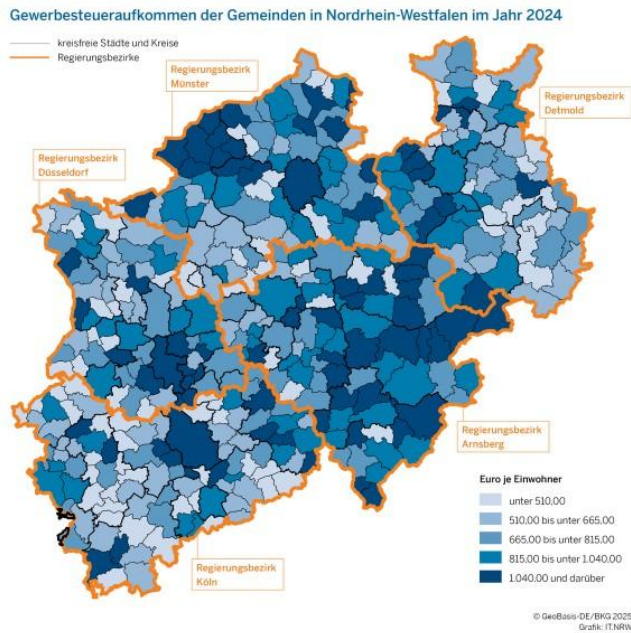 Gewerbesteueraufkommen der Gemeinden in Nordrhein-Westfalen im Jahr 2024
kreisfreie Städte und Kreise
Regierungsbezirke
Regierungsbezirk
Münster
Regierungsbezirk
Detmold
Regierungsbezirk
Düsseldorf
Regierungsbezirk
Arnsberg
Regierungsbezirk
Köln
Euro je Einwohner
unter 510,00
510,00 bis unter 665,00
665,00 bis unter 815,00
815,00 bis unter 1.040,00
1.040,00 und darüber
© GeoBasis-DE/BKG 2025
Grafik: IT.NRW